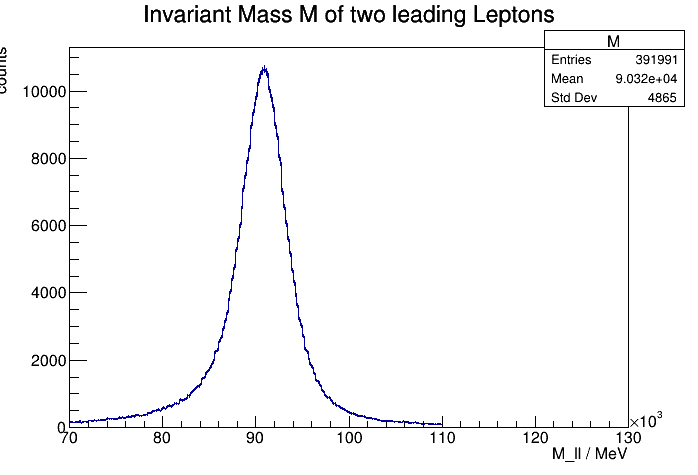 Invariant Mass M of two leading Leptons
M
Entries 391991
Mean 9.032e+04
Std Dev 4865
counts
10000
8000
6000
4000
2000
0
70 80 90 100 110 120 130
×10³
M_ll / MeV